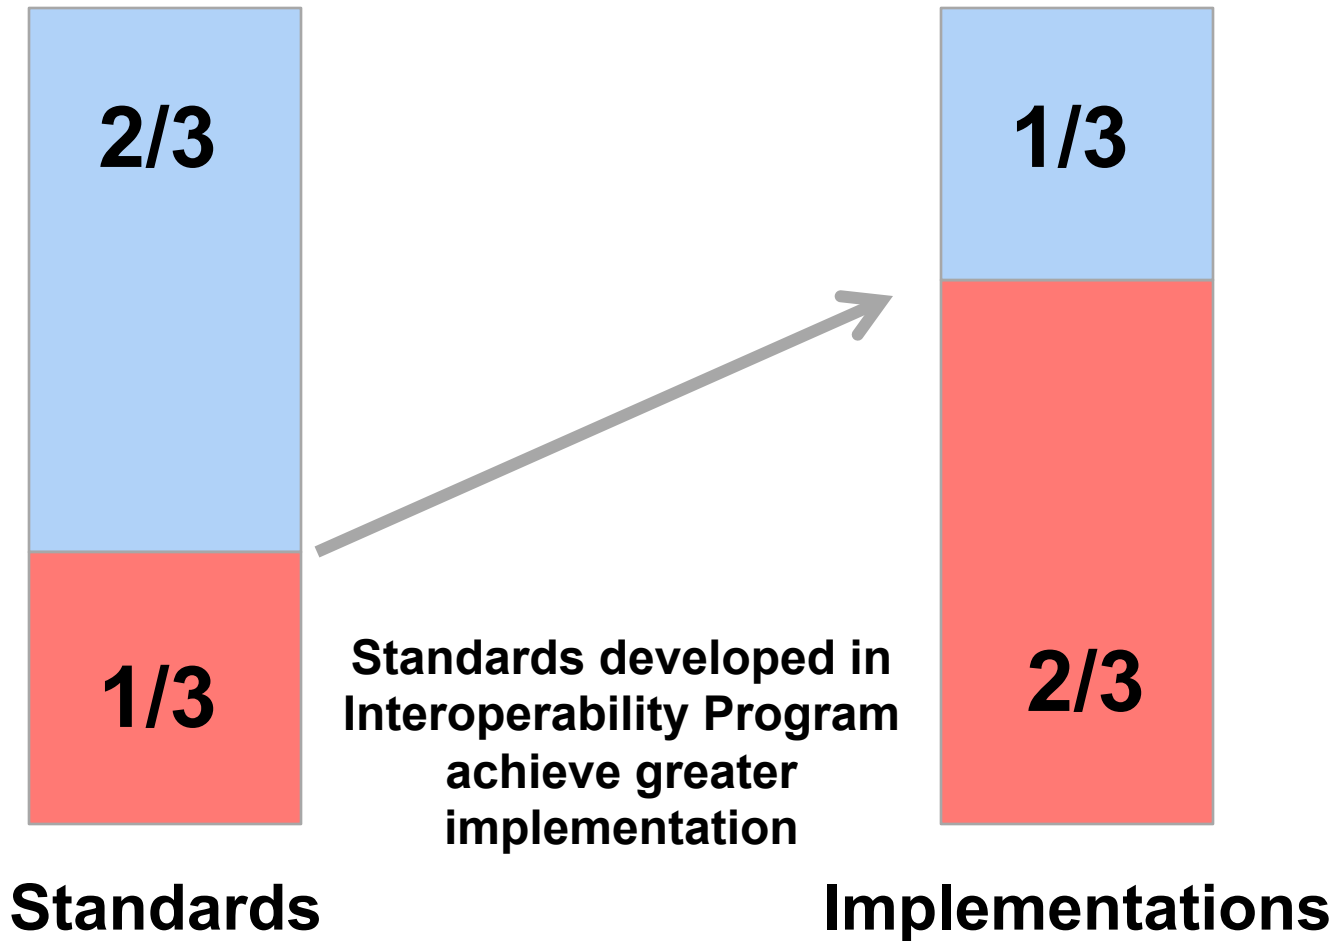 2/3
1/3
1/3
2/3
Standards developed in
Interoperability Program
achieve greater
implementation
Standards
Implementations